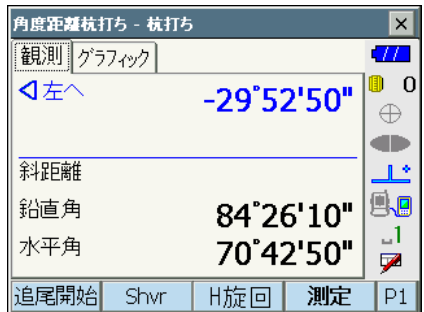 角度距離杭打ち - 杭打ち
観測 グラフィック
左へ -29°52'50"
0
斜距離
鉛直角 84°26'10"
水平角 70°42'50"
1
追尾開始 Shvr H旋回 測定 P1